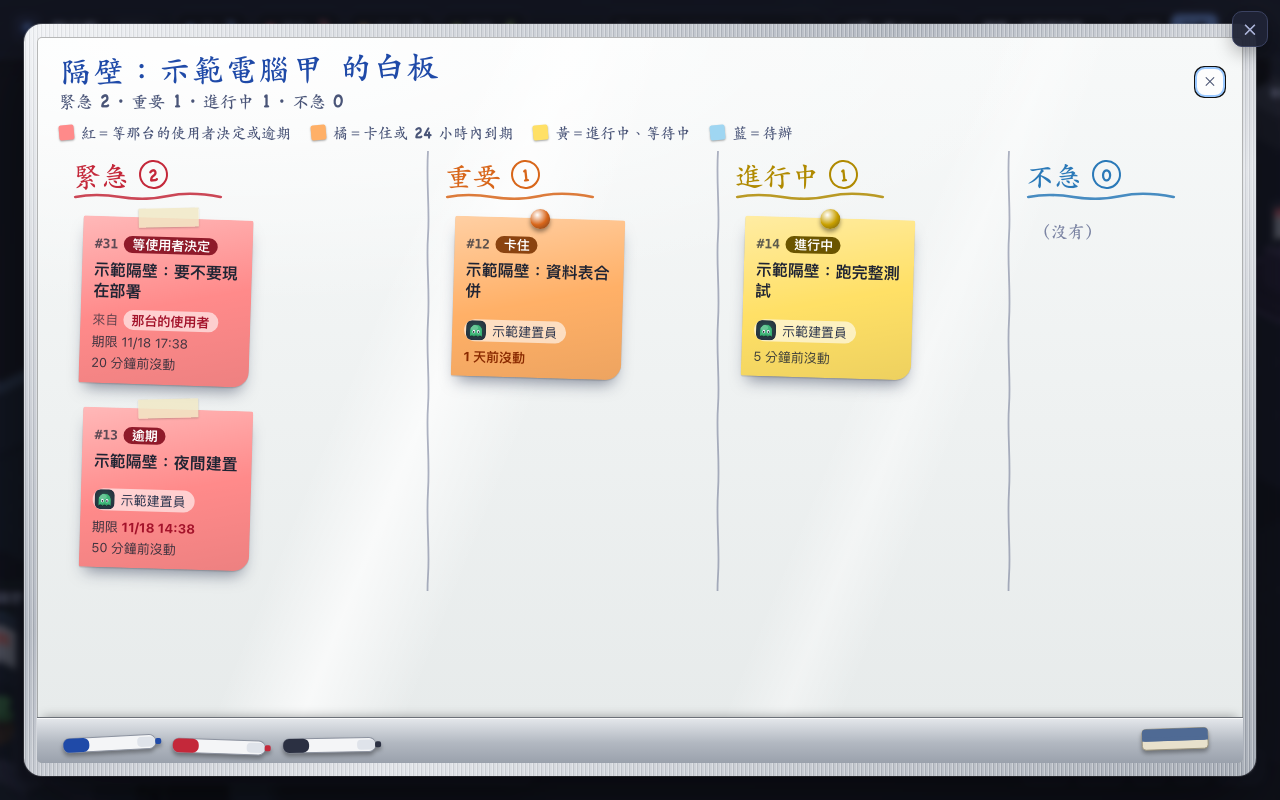 隔壁：示範電腦甲 的白板
緊急 2・重要 1・進行中 1・不急 0
紅＝等那台的使用者決定或逾期 橘＝卡住或 24 小時內到期 黃＝進行中、等待中 藍＝待辦
緊急 2
#31 等使用者決定
示範隔壁：要不要現
在部署
來自 那台的使用者
期限 11/18 17:38
20 分鐘前沒動
#13 逾期
示範隔壁：夜間建置
示範建置員
期限 11/18 14:38
50 分鐘前沒動
重要 1
#12 卡住
示範隔壁：資料表合
併
示範建置員
1 天前沒動
進行中 1
#14 進行中
示範隔壁：跑完整測
試
示範建置員
5 分鐘前沒動
不急 0
（沒有）